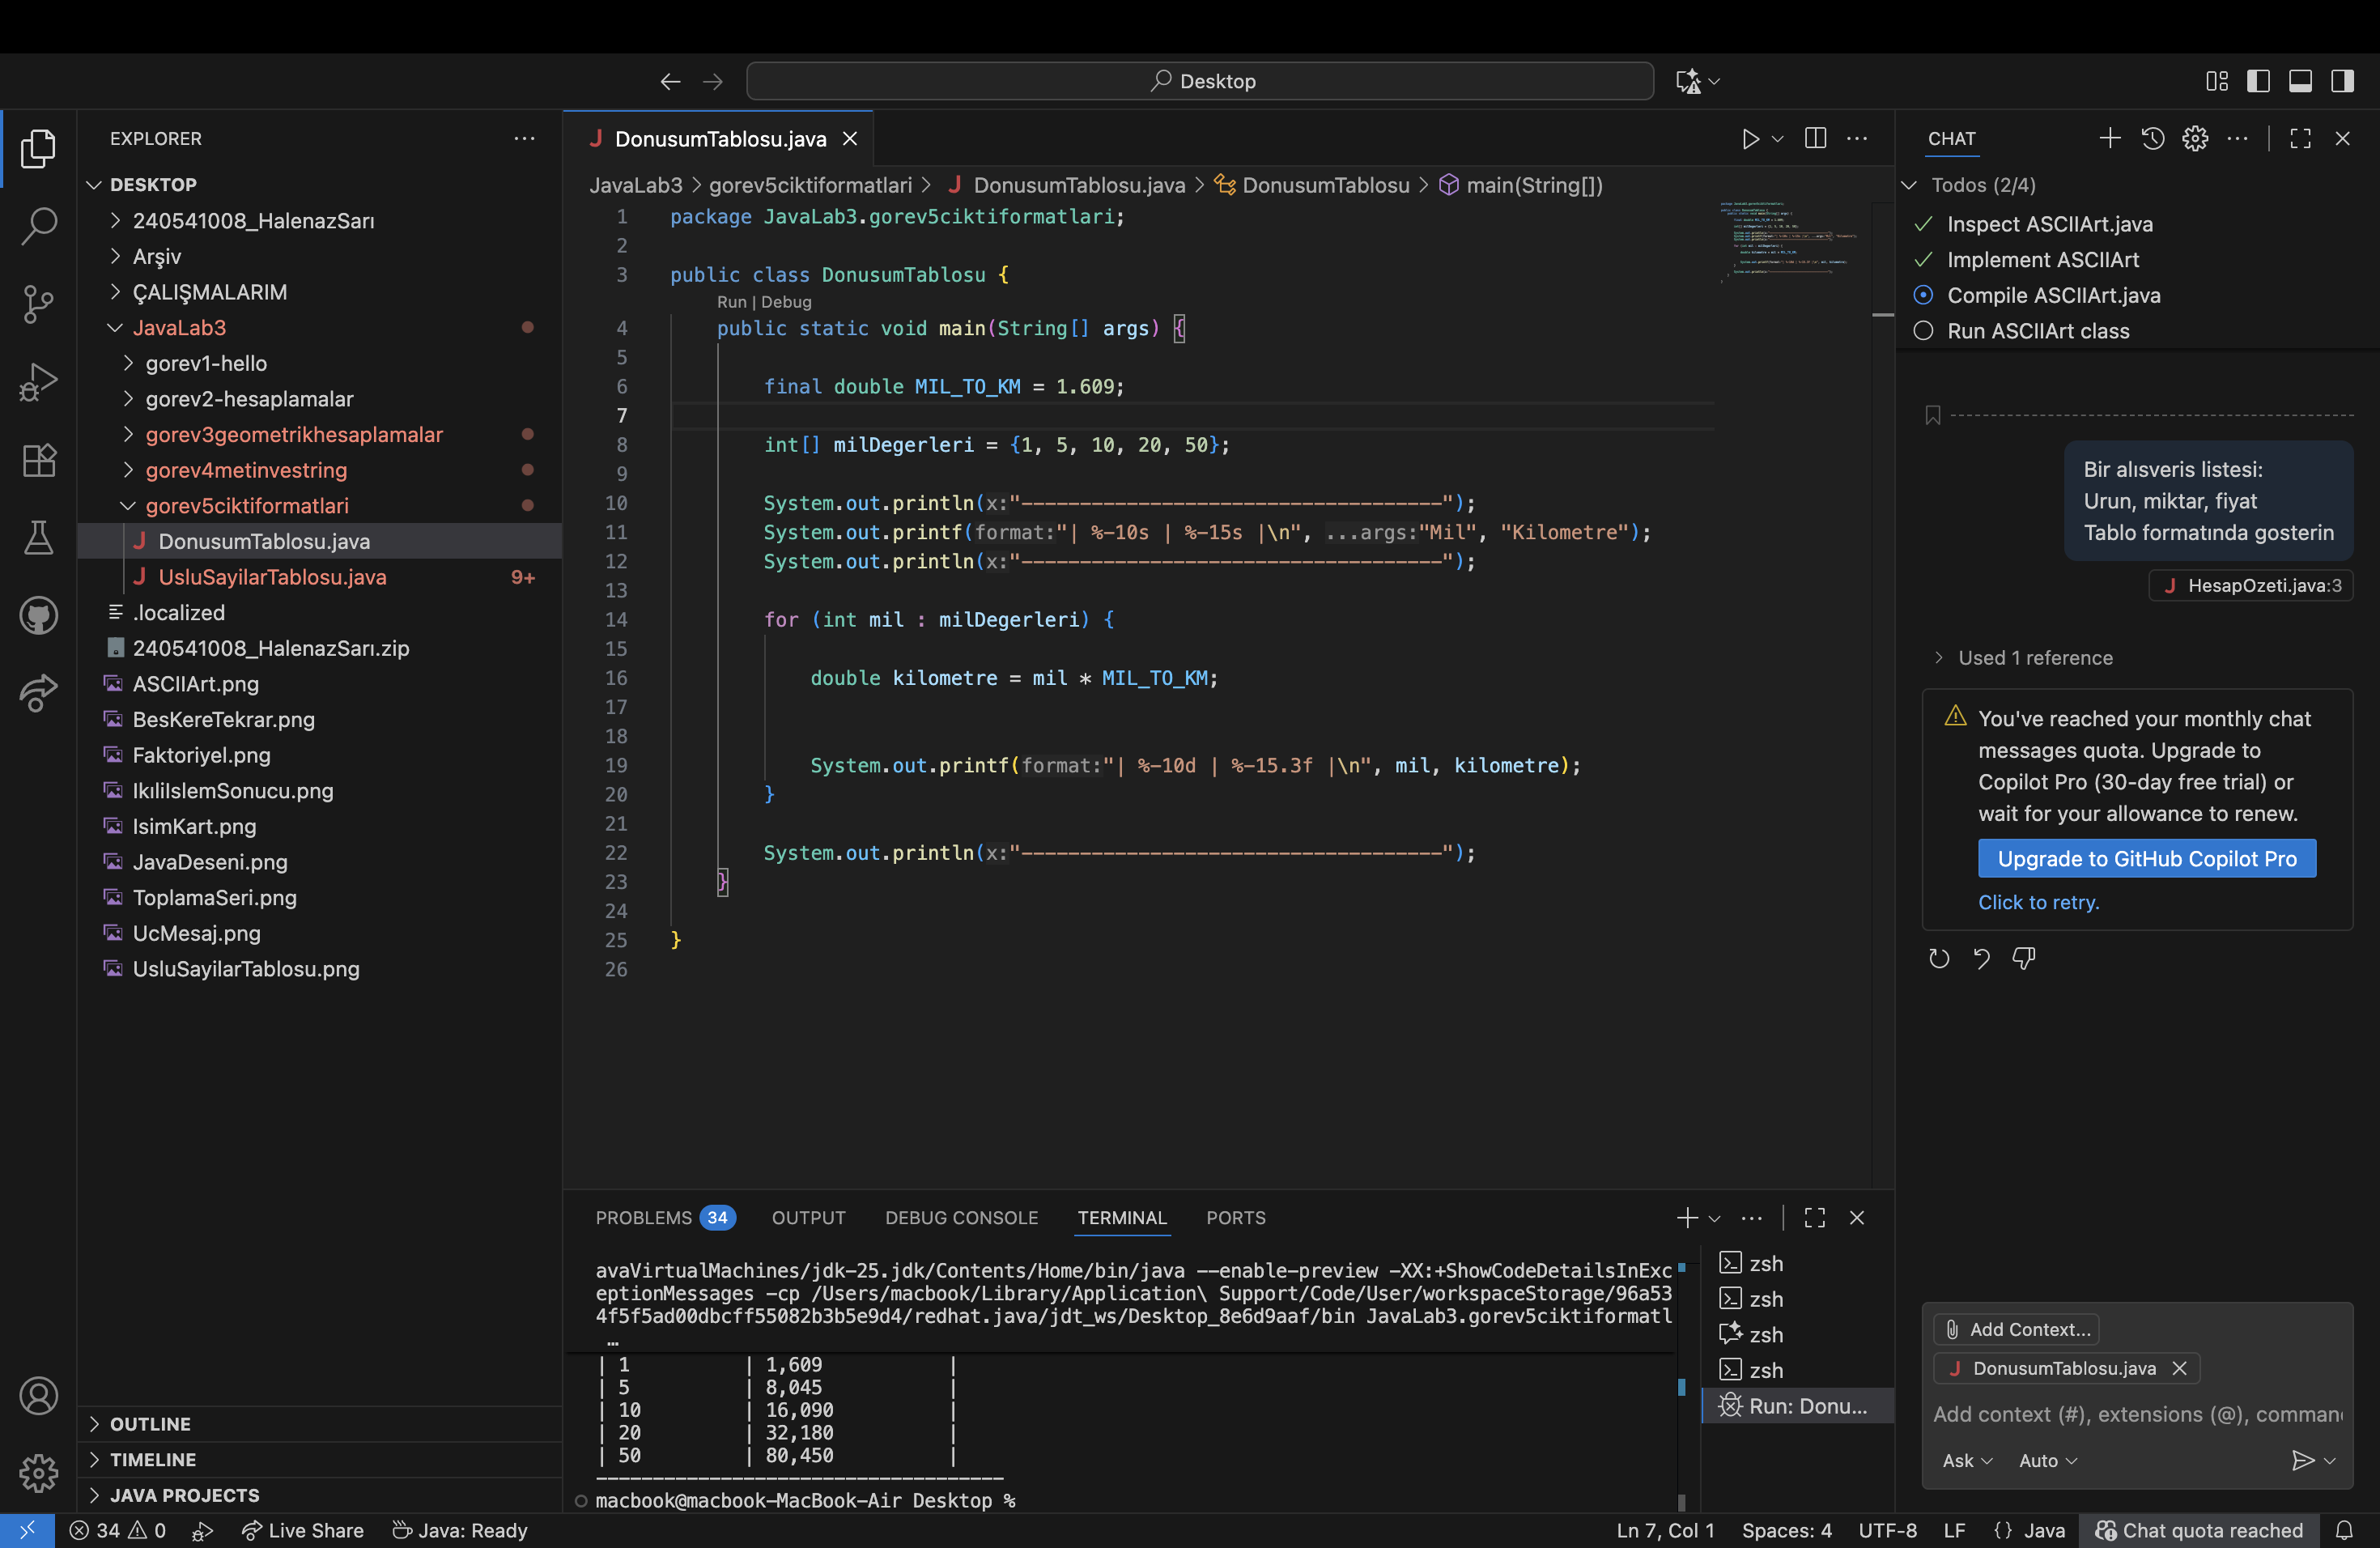 Desktop
EXPLORER
DESKTOP
240541008_HalenazSarı
Arşiv
ÇALIŞMALARIM
JavaLab3
gorev1-hello
gorev2-hesaplamalar
gorev3geometrikhesaplamalar
gorev4metinvestring
gorev5ciktiformatlari
DonusumTablosu.java
UsluSayilarTablosu.java 9+
.localized
240541008_HalenazSarı.zip
ASCIIArt.png
BesKereTekrar.png
Faktoriyel.png
IkıliIslemSonucu.png
IsimKart.png
JavaDeseni.png
ToplamaSeri.png
UcMesaj.png
UsluSayilarTablosu.png
OUTLINE
TIMELINE
JAVA PROJECTS
J DonusumTablosu.java
JavaLab3 > gorev5ciktiformatlari > J DonusumTablosu.java > DonusumTablosu > main(String[])
1 package JavaLab3.gorev5ciktiformatlari;
2
3 public class DonusumTablosu {
Run | Debug
4 public static void main(String[] args) {
5
6 final double MIL_TO_KM = 1.609;
7
8 int[] milDegerleri = {1, 5, 10, 20, 50};
9
10 System.out.println(x:"------------------------------------");
11 System.out.printf(format:"| %-10s | %-15s |\n", ...args:"Mil", "Kilometre");
12 System.out.println(x:"------------------------------------");
13
14 for (int mil : milDegerleri) {
15
16 double kilometre = mil * MIL_TO_KM;
17
18
19 System.out.printf(format:"| %-10d | %-15.3f |\n", mil, kilometre);
20 }
21
22 System.out.println(x:"------------------------------------");
23 }
24
25 }
26
PROBLEMS 34 OUTPUT DEBUG CONSOLE TERMINAL PORTS
avaVirtualMachines/jdk-25.jdk/Contents/Home/bin/java --enable-preview -XX:+ShowCodeDetailsInExc
eptionMessages -cp /Users/macbook/Library/Application\ Support/Code/User/workspaceStorage/96a53
4f5f5ad00dbcff55082b3b5e9d4/redhat.java/jdt_ws/Desktop_8e6d9aaf/bin JavaLab3.gorev5ciktiformatl
…
| 1 | 1,609 |
| 5 | 8,045 |
| 10 | 16,090 |
| 20 | 32,180 |
| 50 | 80,450 |
------------------------------------
macbook@macbook-MacBook-Air Desktop %
zsh
zsh
zsh
zsh
Run: Donu...
CHAT
Todos (2/4)
Inspect ASCIIArt.java
Implement ASCIIArt
Compile ASCIIArt.java
Run ASCIIArt class
Bir alısveris listesi:
Urun, miktar, fiyat
Tablo formatında gosterin
J HesapOzeti.java:3
Used 1 reference
You've reached your monthly chat
messages quota. Upgrade to
Copilot Pro (30-day free trial) or
wait for your allowance to renew.
Upgrade to GitHub Copilot Pro
Click to retry.
Add Context...
J DonusumTablosu.java
Add context (#), extensions (@), comman
Ask Auto
34 0 Live Share Java: Ready
Ln 7, Col 1 Spaces: 4 UTF-8 LF {} Java Chat quota reached